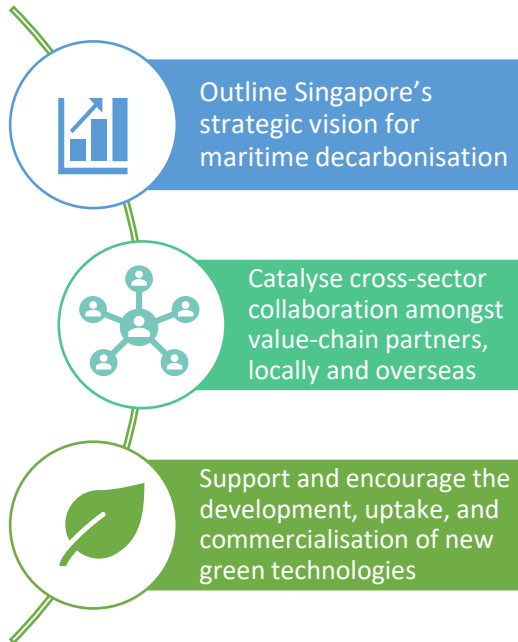 Outline Singapore’s
strategic vision for
maritime decarbonisation
Catalyse cross-sector
collaboration amongst
value-chain partners,
locally and overseas
Support and encourage the
development, uptake, and
commercialisation of new
green technologies